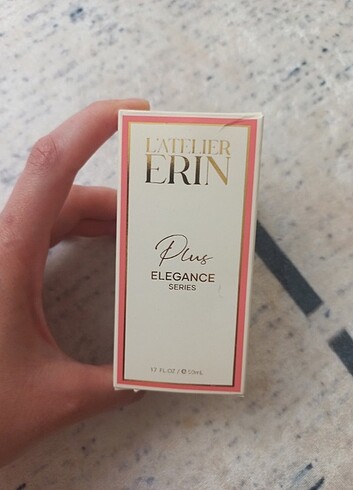 L'ATELIER
ERIN
Plus
ELEGANCE
SERIES
1.7 FL.OZ / ℮50mL